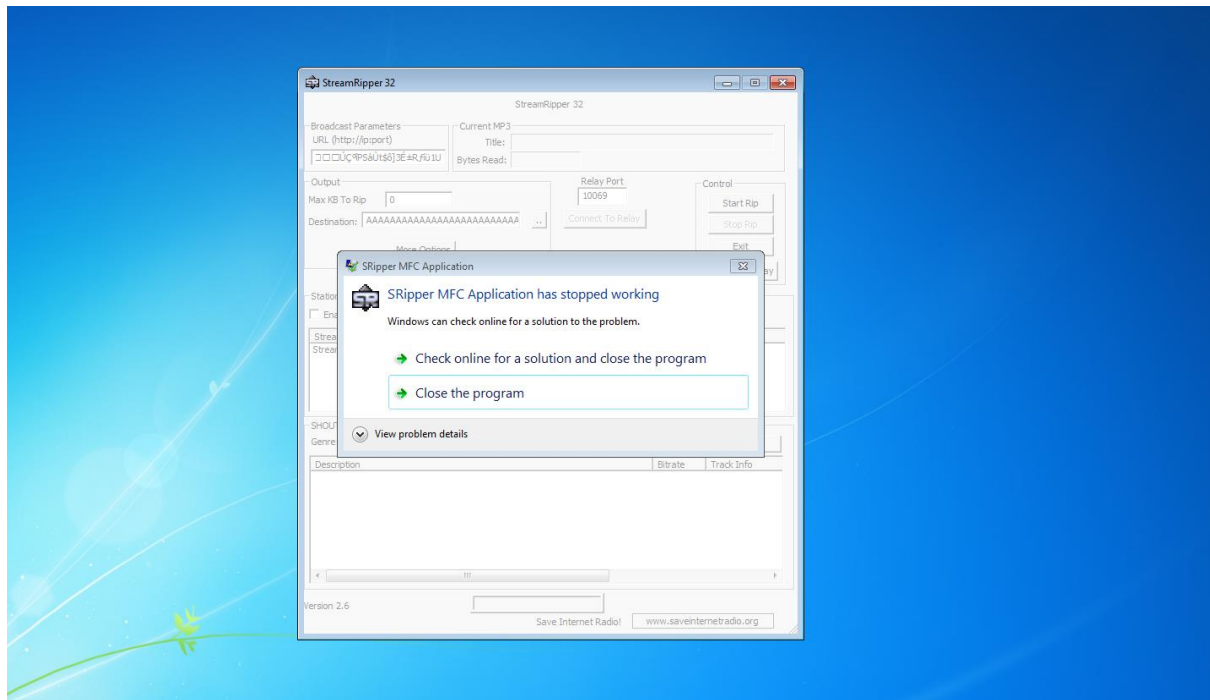 StreamRipper 32
StreamRipper 32
Broadcast Parameters
URL (http://ip:port)
Current MP3
Title:
Bytes Read:
Output
Max KB To Rip 0
Destination: AAAAAAAAAAAAAAAAAAAAAAAAAA ..
More Options
Relay Port
10069
Connect To Relay
Control
Start Rip
Stop Rip
Exit
SRipper MFC Application
SRipper MFC Application has stopped working
Windows can check online for a solution to the problem.
Check online for a solution and close the program
Close the program
View problem details
Genre
Description Bitrate Track Info
Version 2.6
Save Internet Radio! www.saveinternetradio.org